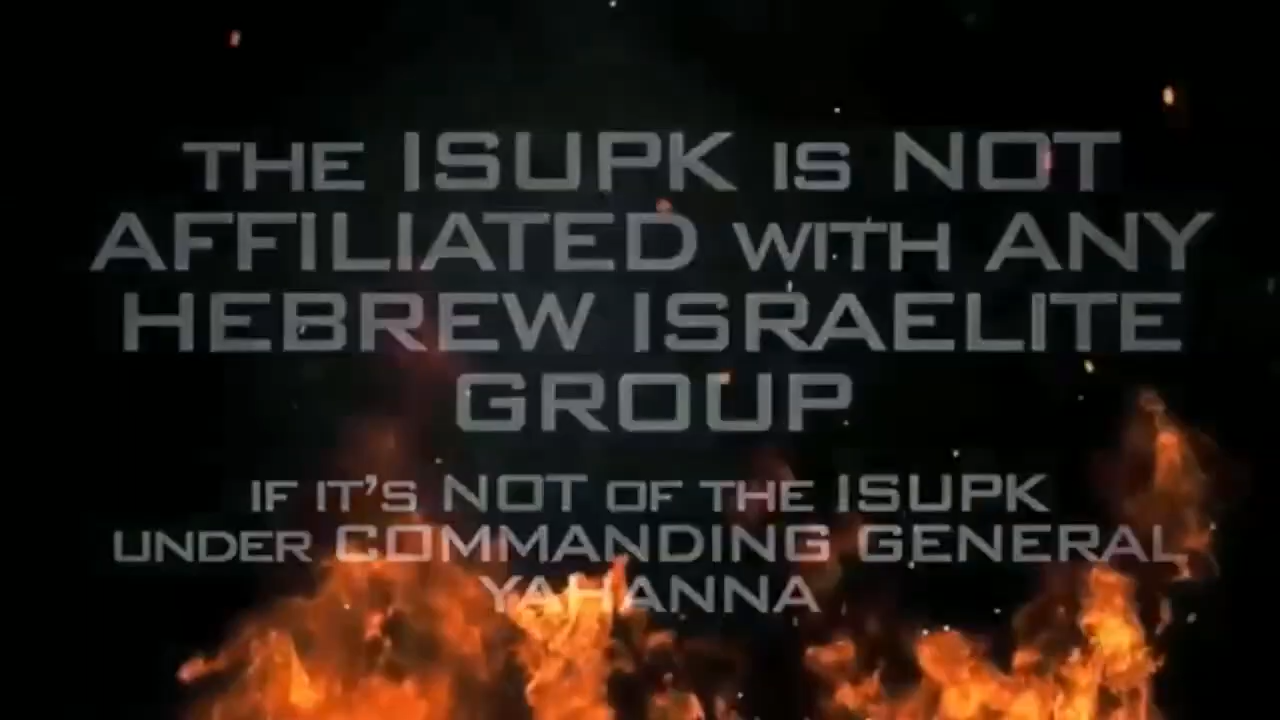 THE ISUPK IS NOT
AFFILIATED WITH ANY
HEBREW ISRAELITE
GROUP
IF IT'S NOT OF THE ISUPK
UNDER COMMANDING GENERAL
YAHANNA